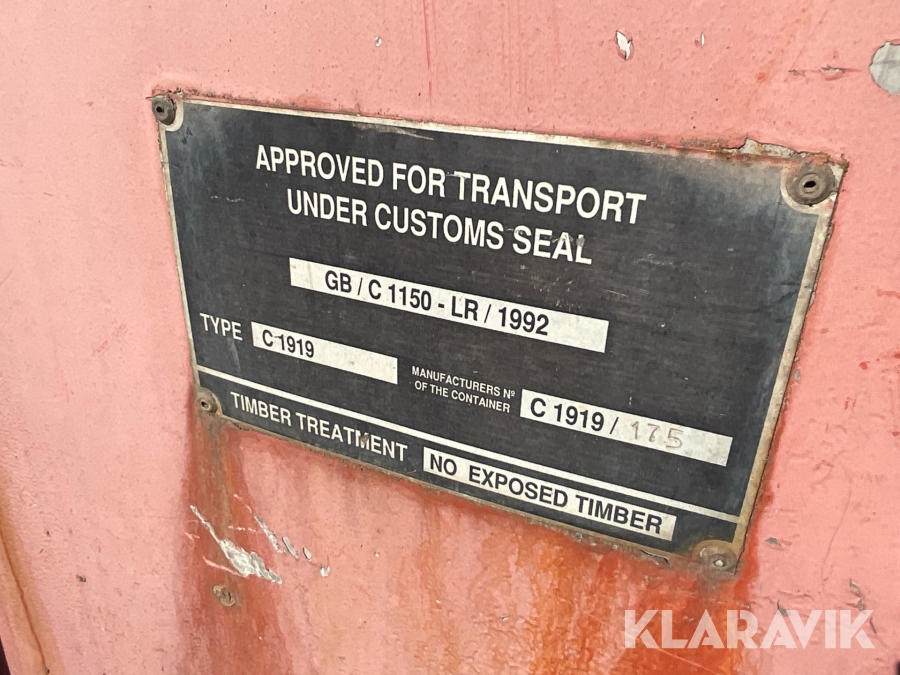 APPROVED FOR TRANSPORT
UNDER CUSTOMS SEAL
GB / C 1150 - LR / 1992
TYPE C 1919
MANUFACTURERS Nº
OF THE CONTAINER
C 1919 / 175
TIMBER TREATMENT NO EXPOSED TIMBER
KLARAVIK